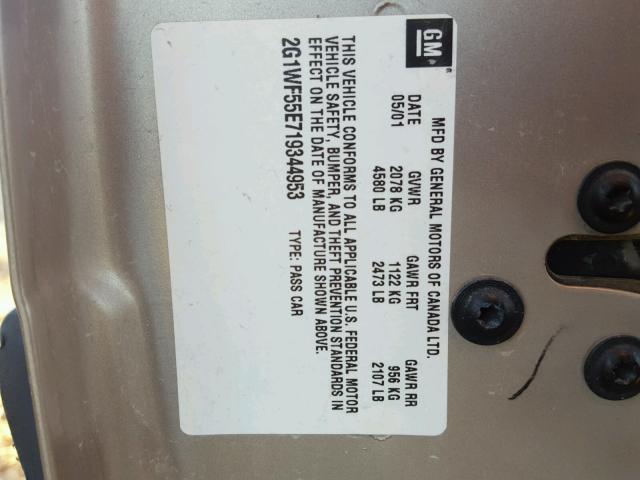 GM
MFD BY GENERAL MOTORS OF CANADA LTD.
DATE GVWR GAWR FRT GAWR RR
05/01 2078 KG 1122 KG 956 KG
4580 LB 2473 LB 2107 LB
THIS VEHICLE CONFORMS TO ALL APPLICABLE U.S. FEDERAL MOTOR
VEHICLE SAFETY, BUMPER, AND THEFT PREVENTION STANDARDS IN
EFFECT ON THE DATE OF MANUFACTURE SHOWN ABOVE.
2G1WF55E719344953 TYPE: PASS CAR